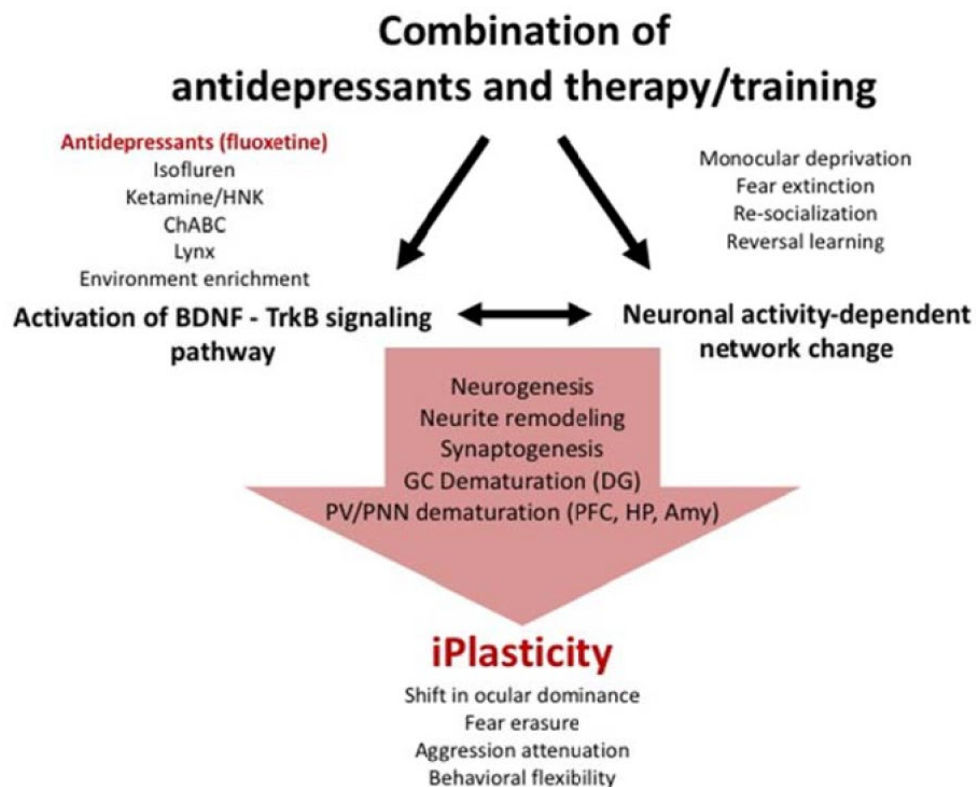 Combination of
antidepressants and therapy/training
Antidepressants (fluoxetine)
Isofluren
Ketamine/HNK
ChABC
Lynx
Environment enrichment
Monocular deprivation
Fear extinction
Re-socialization
Reversal learning
Activation of BDNF - TrkB signaling
pathway
Neuronal activity-dependent
network change
Neurogenesis
Neurite remodeling
Synaptogenesis
GC Dematuration (DG)
PV/PNN dematuration (PFC, HP, Amy)
iPlasticity
Shift in ocular dominance
Fear erasure
Aggression attenuation
Behavioral flexibility